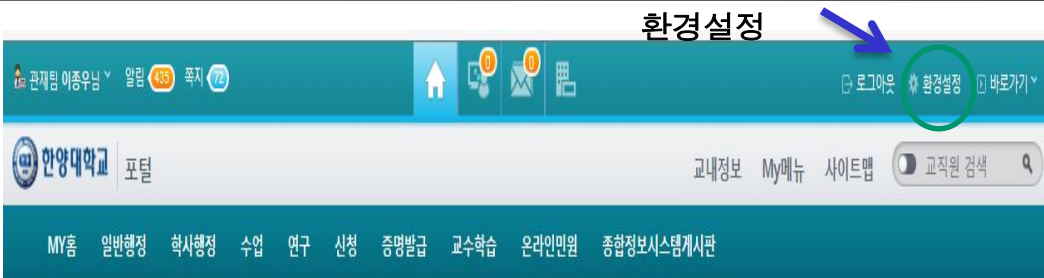 환경설정
관재팀 이종우님 알림 435 쪽지 72 0 0 로그아웃 환경설정 바로가기
한양대학교 포털 교내정보 My메뉴 사이트맵 교직원 검색
MY홈 일반행정 학사행정 수업 연구 신청 증명발급 교수학습 온라인민원 종합정보시스템게시판